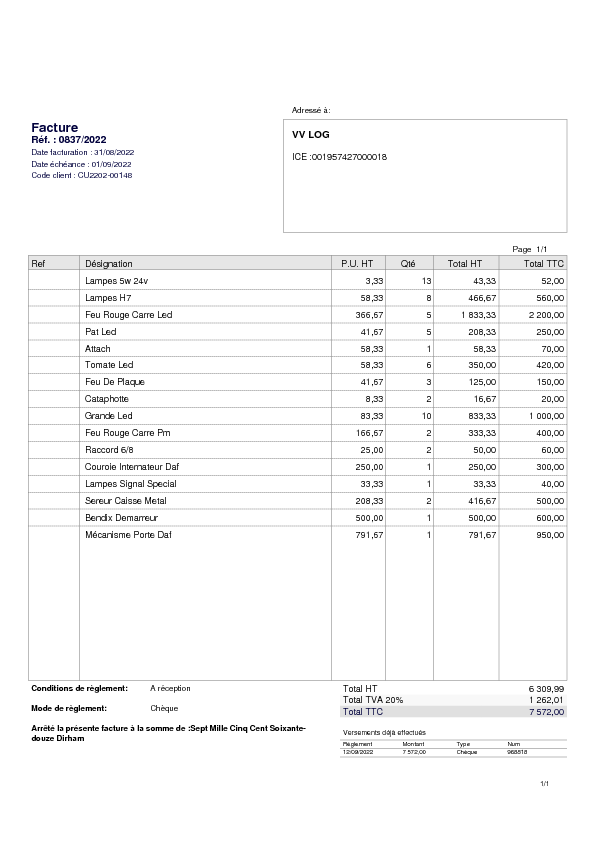 Adressé à:
Facture
Réf. : 0837/2022
Date facturation : 31/08/2022
Date échéance : 01/09/2022
Code client : CU2202-00148
VV LOG
ICE :001957427000018
Page 1/1
Ref Désignation P.U. HT Qté Total HT Total TTC
Lampes 5w 24v 3,33 13 43,33 52,00
Lampes H7 58,33 8 466,67 560,00
Feu Rouge Carre Led 366,67 5 1 833,33 2 200,00
Pat Led 41,67 5 208,33 250,00
Attach 58,33 1 58,33 70,00
Tomate Led 58,33 6 350,00 420,00
Feu De Plaque 41,67 3 125,00 150,00
Cataphotte 8,33 2 16,67 20,00
Grande Led 83,33 10 833,33 1 000,00
Feu Rouge Carre Pm 166,67 2 333,33 400,00
Raccord 6/8 25,00 2 50,00 60,00
Couroie Internateur Daf 250,00 1 250,00 300,00
Lampes Signal Special 33,33 1 33,33 40,00
Sereur Caisse Metal 208,33 2 416,67 500,00
Bendix Demarreur 500,00 1 500,00 600,00
Mécanisme Porte Daf 791,67 1 791,67 950,00
Conditions de règlement: A réception
Mode de règlement: Chèque
Arrêté la présente facture à la somme de :Sept Mille Cinq Cent Soixante-
douze Dirham
Total HT 6 309,99
Total TVA 20% 1 262,01
Total TTC 7 572,00
Versements déjà effectués
Règlement Montant Type Num
12/09/2022 7 572,00 Chèque 968818
1/1